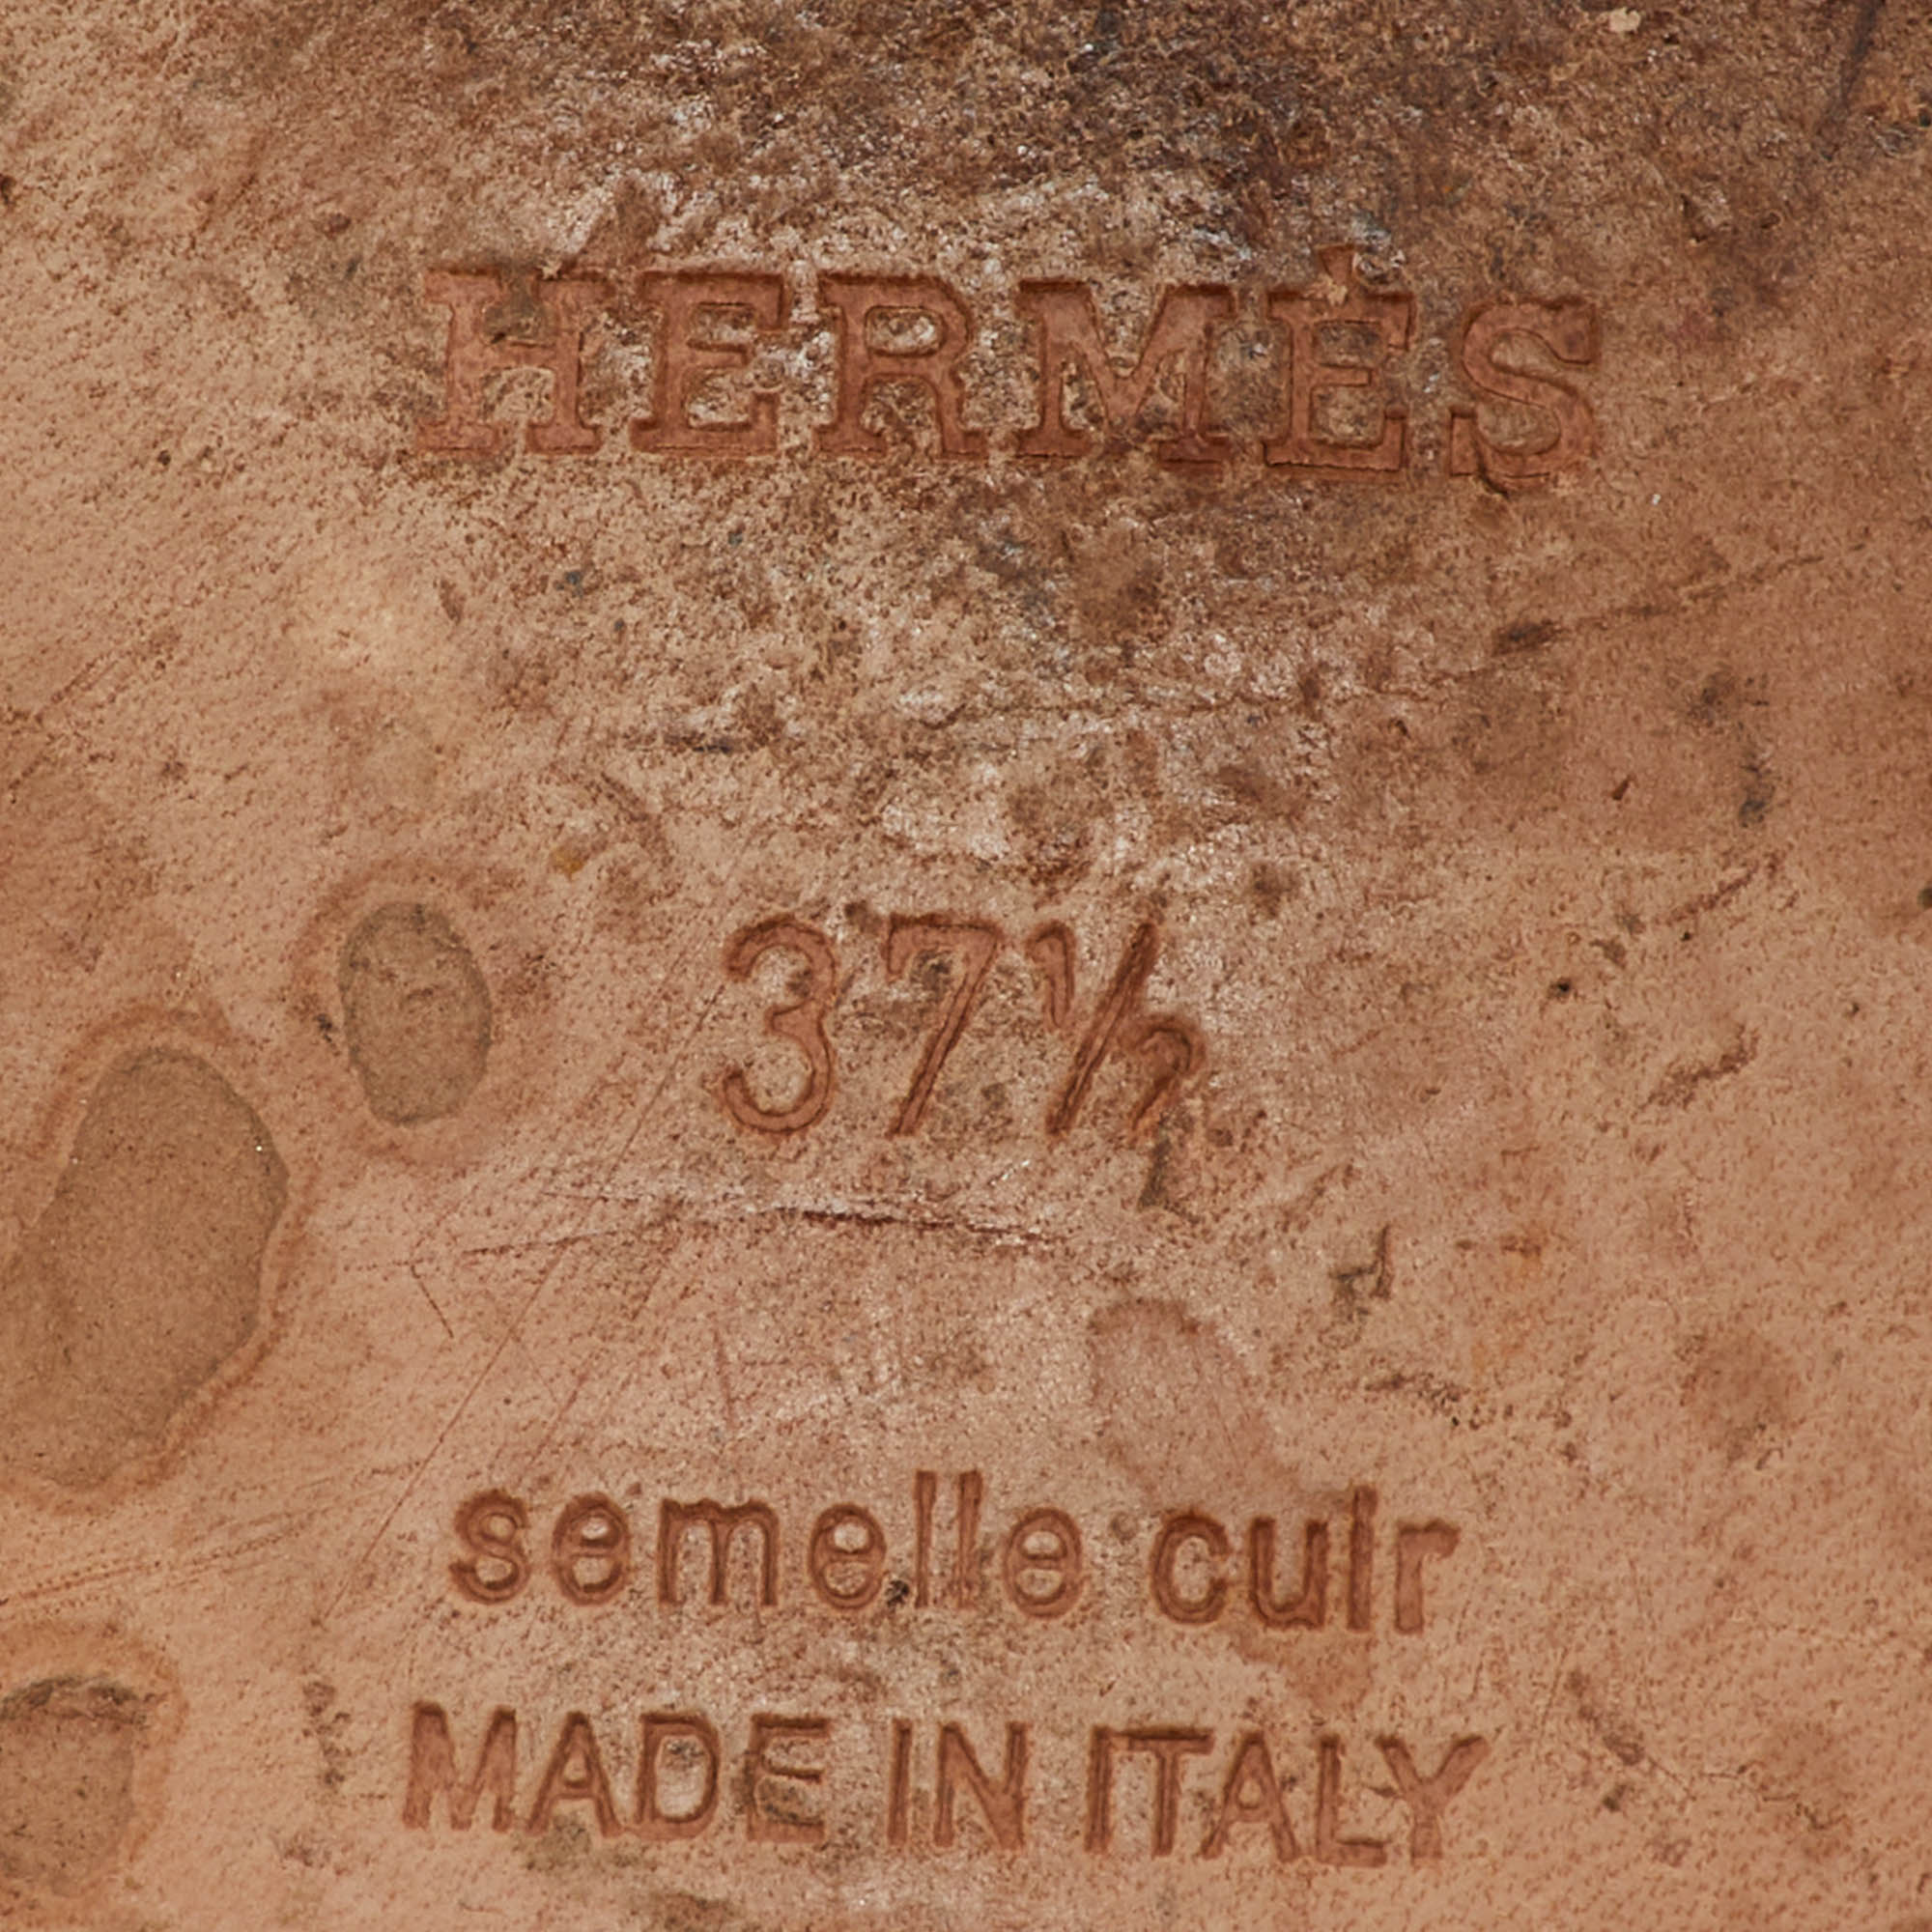 HERMÈS
37½
semelle cuir
MADE IN ITALY